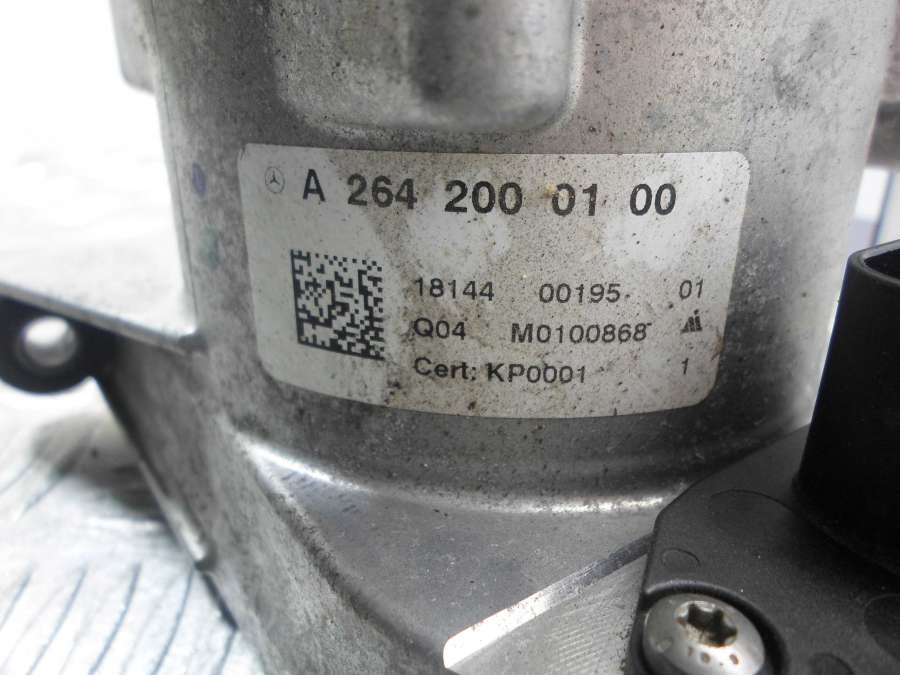 A 264 200 01 00
18144 00195 01
Q04 M0100868
Cert: KP0001 1